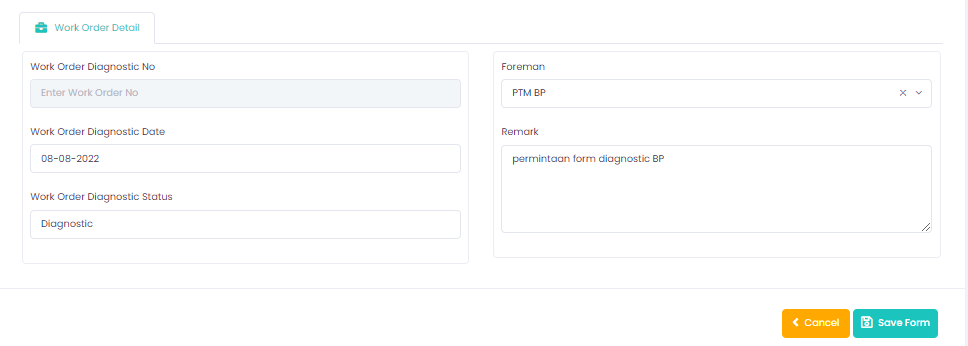 Work Order Detail
Work Order Diagnostic No
Enter Work Order No
Work Order Diagnostic Date
08-08-2022
Work Order Diagnostic Status
Diagnostic
Foreman
PTM BP
Remark
permintaan form diagnostic BP
Cancel
Save Form